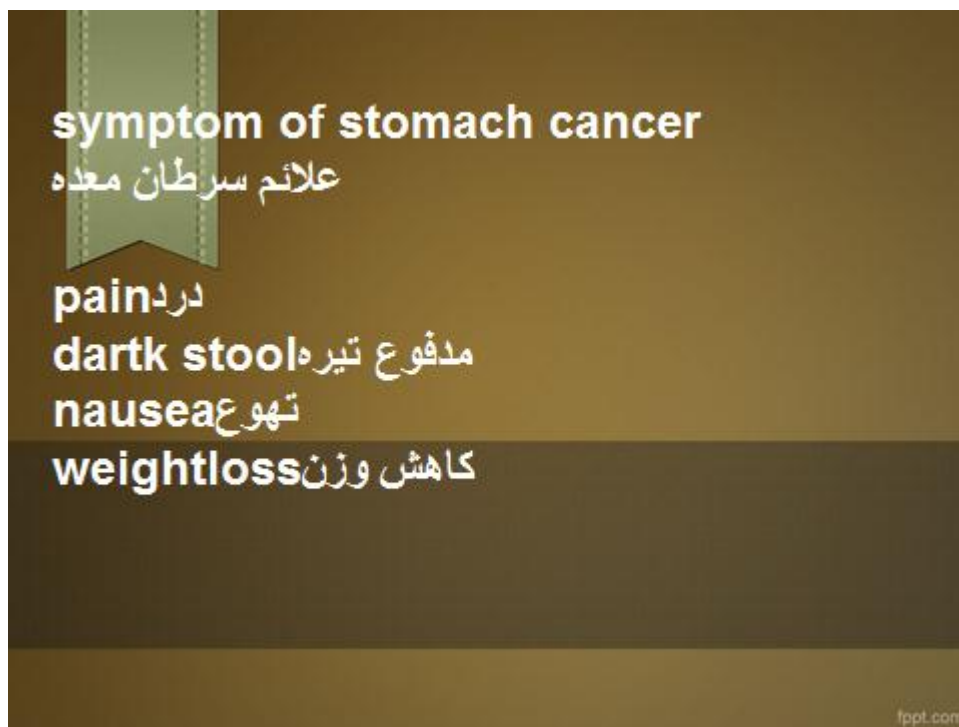 symptom of stomach cancer
علائم سرطان معده
painدرد
dartk stoolمدفوع تیره
nauseaتهوع
weightlossکاهش وزن
fppt.com